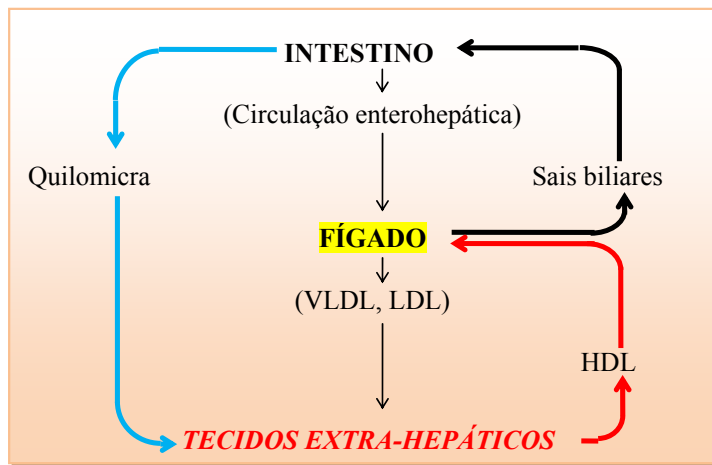 INTESTINO
(Circulação enterohepática)
Quilomicra
Sais biliares
FÍGADO
(VLDL, LDL)
HDL
TECIDOS EXTRA-HEPÁTICOS